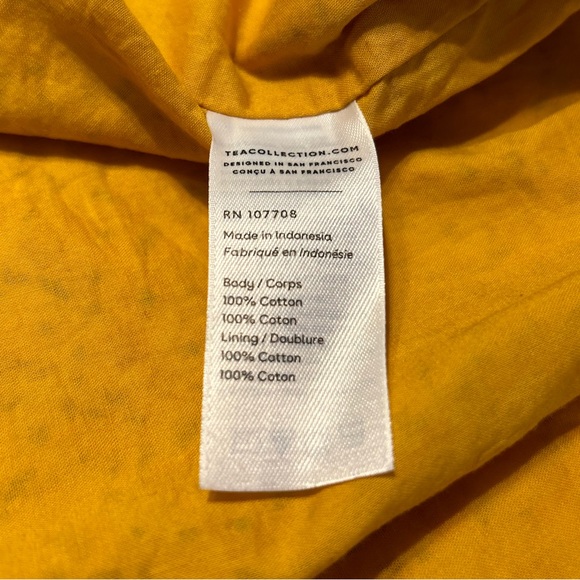 TEACOLLECTION.COM
DESIGNED IN SAN FRANCISCO
CONÇU À SAN FRANCISCO
RN 107708
Made in Indonesia
Fabriqué en Indonésie
Body / Corps
100% Cotton
100% Coton
Lining / Doublure
100% Cotton
100% Coton